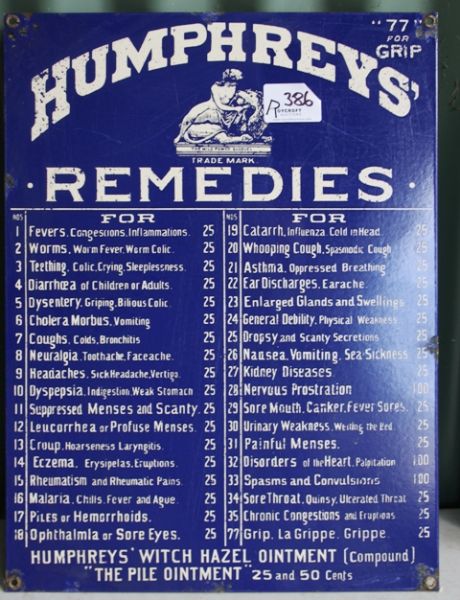 "77"
FOR
GRIP
HUMPHREYS'
386
TRADE MARK
· REMEDIES ·
NOS FOR
1 Fevers, Congestions, Inflammations. 25
2 Worms, Worm Fever, Worm Colic. 25
3 Teething, Colic, Crying, Sleeplessness. 25
4 Diarrhœa of Children or Adults. 25
5 Dysentery, Griping, Bilious Colic. 25
6 Cholera Morbus, Vomiting 25
7 Coughs, Colds, Bronchitis 25
8 Neuralgia, Toothache, Faceache. 25
9 Headaches, Sick Headache, Vertigo. 25
10 Dyspepsia, Indigestion, Weak Stomach 25
11 Suppressed Menses and Scanty. 25
12 Leucorrhea or Profuse Menses. 25
13 Croup, Hoarseness Laryngitis. 25
14 Eczema, Erysipelas, Eruptions. 25
15 Rheumatism and Rheumatic Pains. 25
16 Malaria, Chills, Fever and Ague. 25
17 Piles or Hemorrhoids. 25
18 Ophthalmia or Sore Eyes. 25
NOS FOR
19 Catarrh, Influenza Cold in Head. 25
20 Whooping Cough, Spasmodic Cough 25
21 Asthma, Oppressed Breathing 25
22 Ear Discharges, Earache. 25
23 Enlarged Glands and Swellings 25
24 General Debility, Physical Weakness. 25
25 Dropsy and Scanty Secretions 25
26 Nausea, Vomiting, Sea-Sickness 25
27 Kidney Diseases. 25
28 Nervous Prostration 100
29 Sore Mouth, Canker, Fever Sores. 25
30 Urinary Weakness, Wetting the Bed 25
31 Painful Menses. 25
32 Disorders of the Heart, Palpitation 100
33 Spasms and Convulsions 100
34 Sore Throat, Quinsy, Ulcerated Throat 25
35 Chronic Congestions and Eruptions 25
77 Grip, La Grippe, Grippe. 25
HUMPHREYS' WITCH HAZEL OINTMENT (Compound)
"THE PILE OINTMENT" 25 and 50 Cents